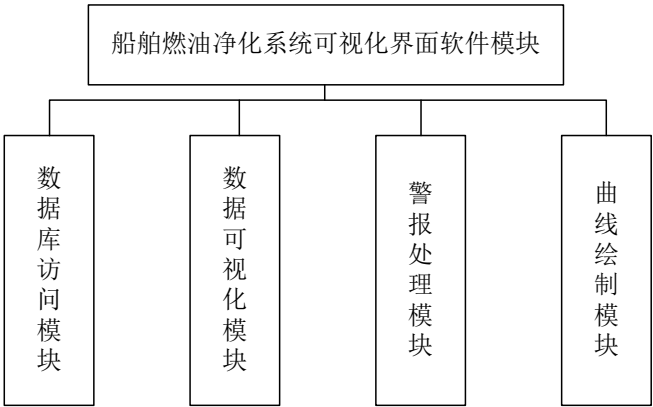 船舶燃油净化系统可视化界面软件模块
数据库访问模块
数据可视化模块
警报处理模块
曲线绘制模块